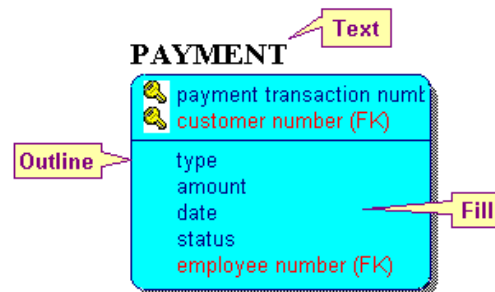 Text
PAYMENT
payment transaction numb
customer number (FK)
Outline
type
amount
date
Fill
status
employee number (FK)